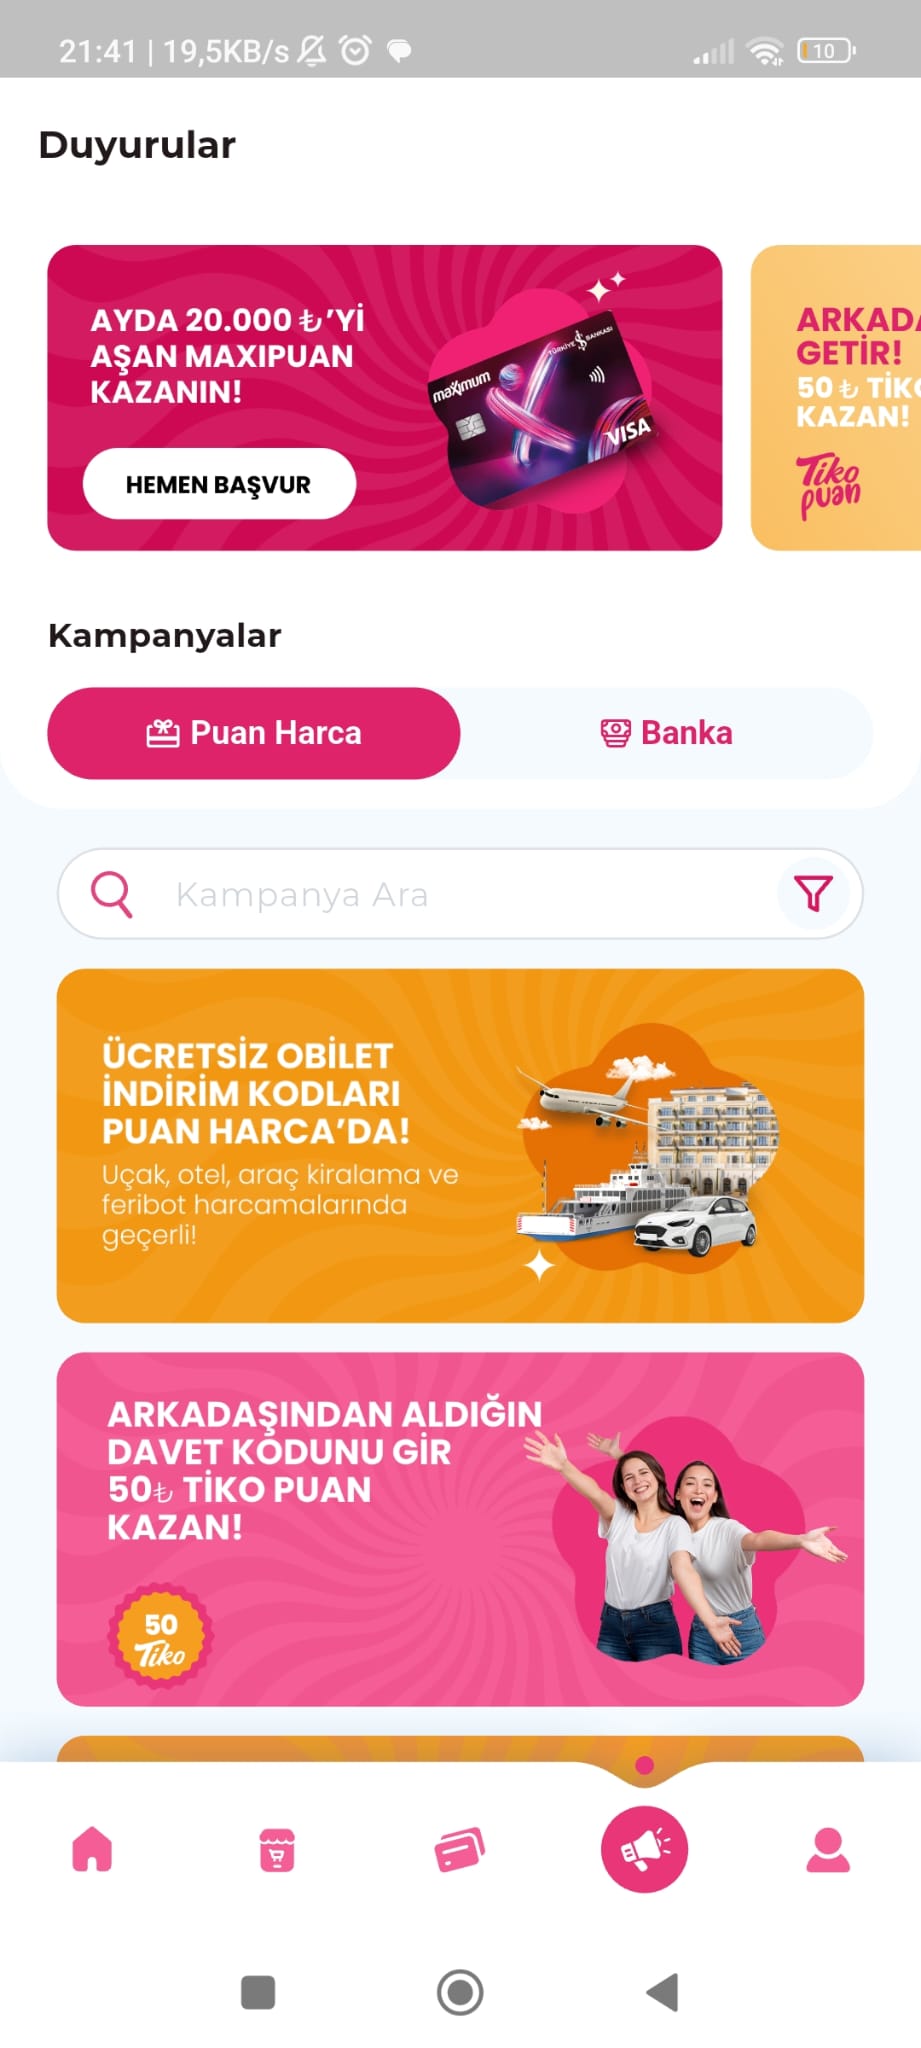 21:41 | 19,5KB/s
10
Duyurular
AYDA 20.000 ₺'Yİ
AŞAN MAXIPUAN
KAZANIN!
HEMEN BAŞVUR
maximum
TÜRKİYE İŞ BANKASI
VISA
ARKADA
GETİR!
50 ₺ TİKO
KAZAN!
Tiko
puan
Kampanyalar
Puan Harca
Banka
Kampanya Ara
ÜCRETSİZ OBİLET
İNDİRİM KODLARI
PUAN HARCA'DA!
Uçak, otel, araç kiralama ve
feribot harcamalarında
geçerli!
ARKADAŞINDAN ALDIĞIN
DAVET KODUNU GİR
50₺ TİKO PUAN
KAZAN!
50
Tiko